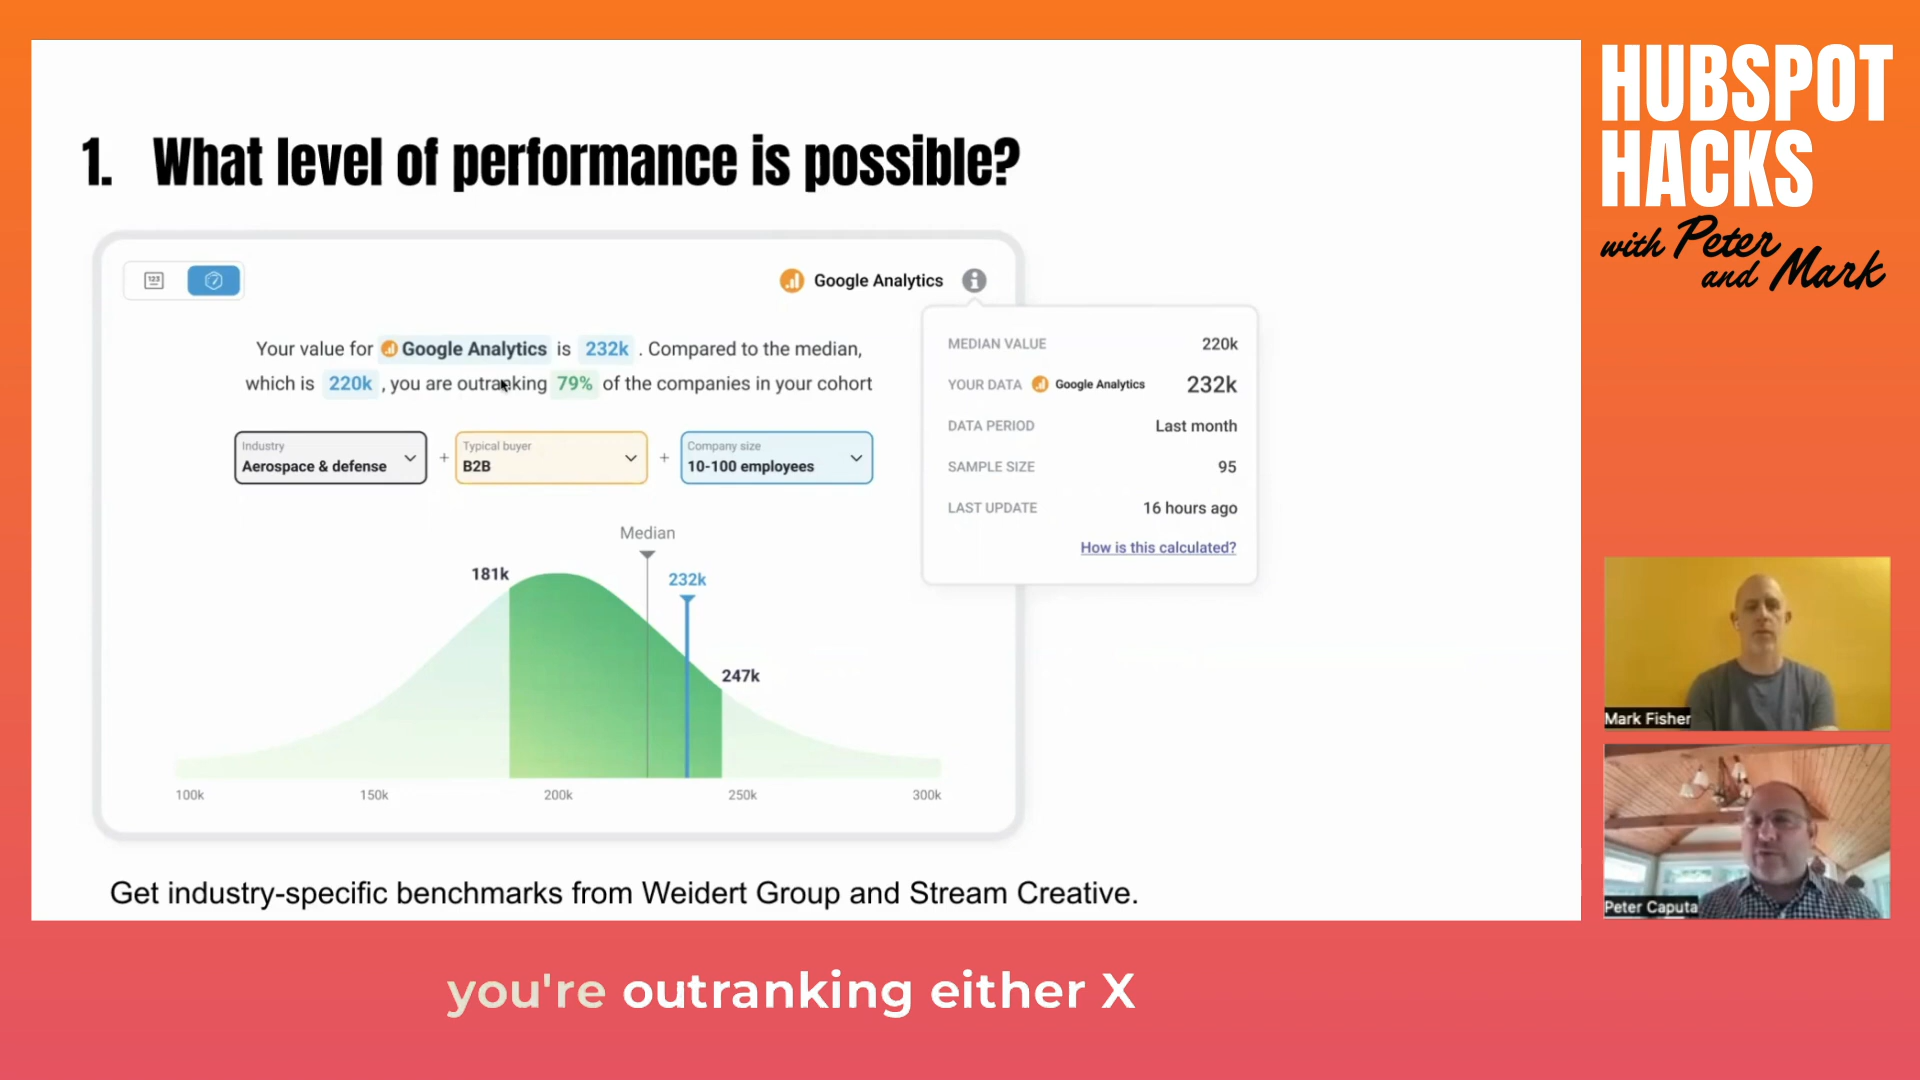 HUBSPOT
HACKS
with Peter
and Mark
1. What level of performance is possible?
123
Google Analytics
Your value for Google Analytics is 232k . Compared to the median,
which is 220k , you are outranking 79% of the companies in your cohort
Industry
Aerospace & defense
+
Typical buyer
B2B
+
Company size
10-100 employees
MEDIAN VALUE 220k
YOUR DATA Google Analytics 232k
DATA PERIOD Last month
SAMPLE SIZE 95
LAST UPDATE 16 hours ago
How is this calculated?
Median
181k
232k
247k
100k 150k 200k 250k 300k
Get industry-specific benchmarks from Weidert Group and Stream Creative.
Mark Fisher
Peter Caputa
you're outranking either X